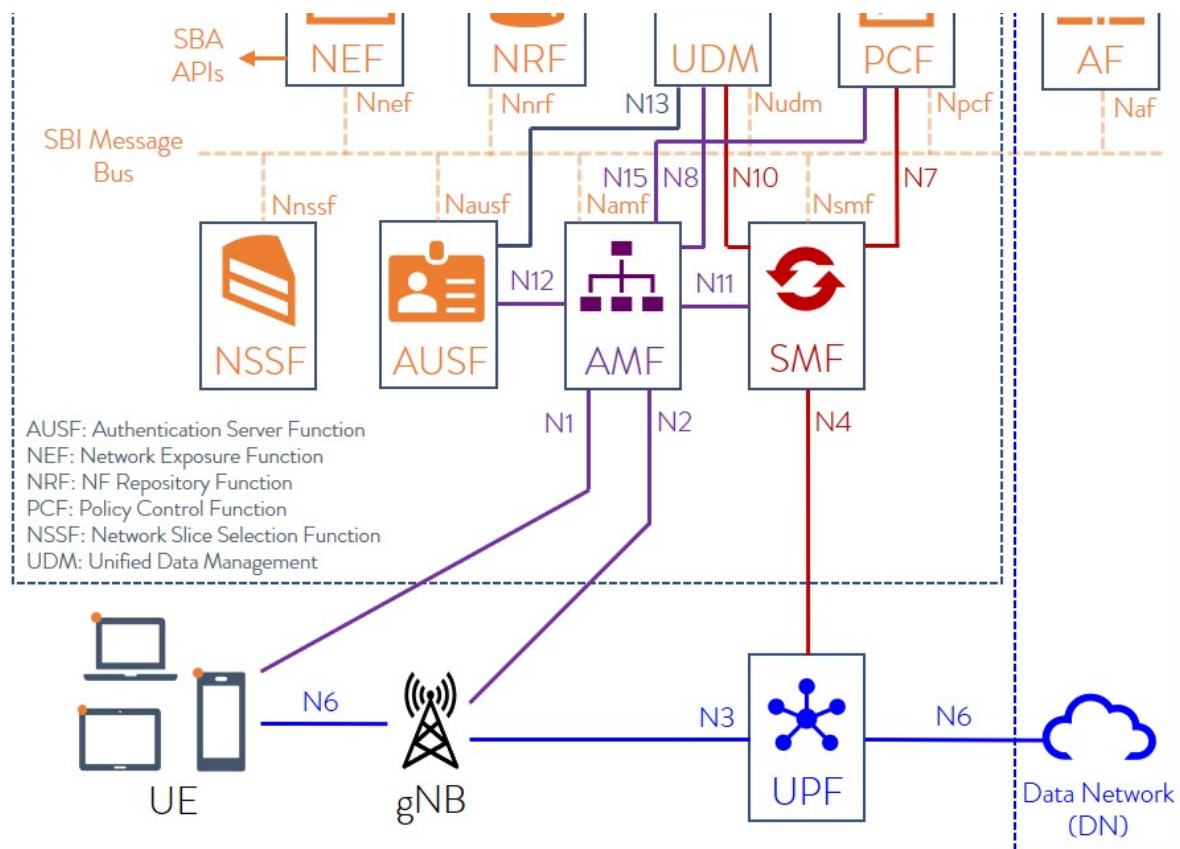 SBA
APIs
NEF
NRF
UDM
PCF
AF
Nnef
Nnrf
N13
Nudm
Npcf
Naf
SBI Message
Bus
N15
N8
N10
N7
Nnssf
Nausf
Namf
Nsmf
N12
N11
NSSF
AUSF
AMF
SMF
N1
N2
N4
AUSF: Authentication Server Function
NEF: Network Exposure Function
NRF: NF Repository Function
PCF: Policy Control Function
NSSF: Network Slice Selection Function
UDM: Unified Data Management
N6
N3
N6
UE
gNB
UPF
Data Network
(DN)